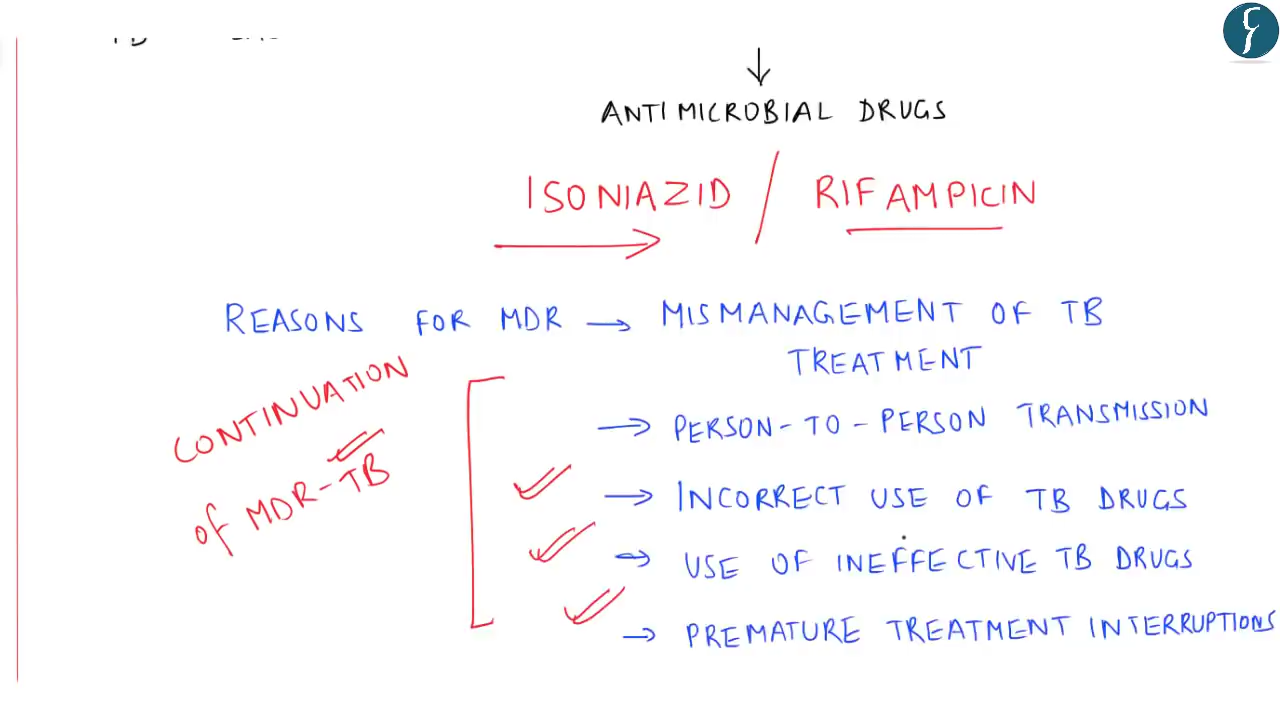 ANTIMICROBIAL DRUGS
ISONIAZID / RIFAMPICIN
REASONS FOR MDR → MISMANAGEMENT OF TB
TREATMENT
CONTINUATION
of MDR-TB
→ PERSON-TO-PERSON TRANSMISSION
→ INCORRECT USE OF TB DRUGS
→ USE OF INEFFECTIVE TB DRUGS
→ PREMATURE TREATMENT INTERRUPTIONS